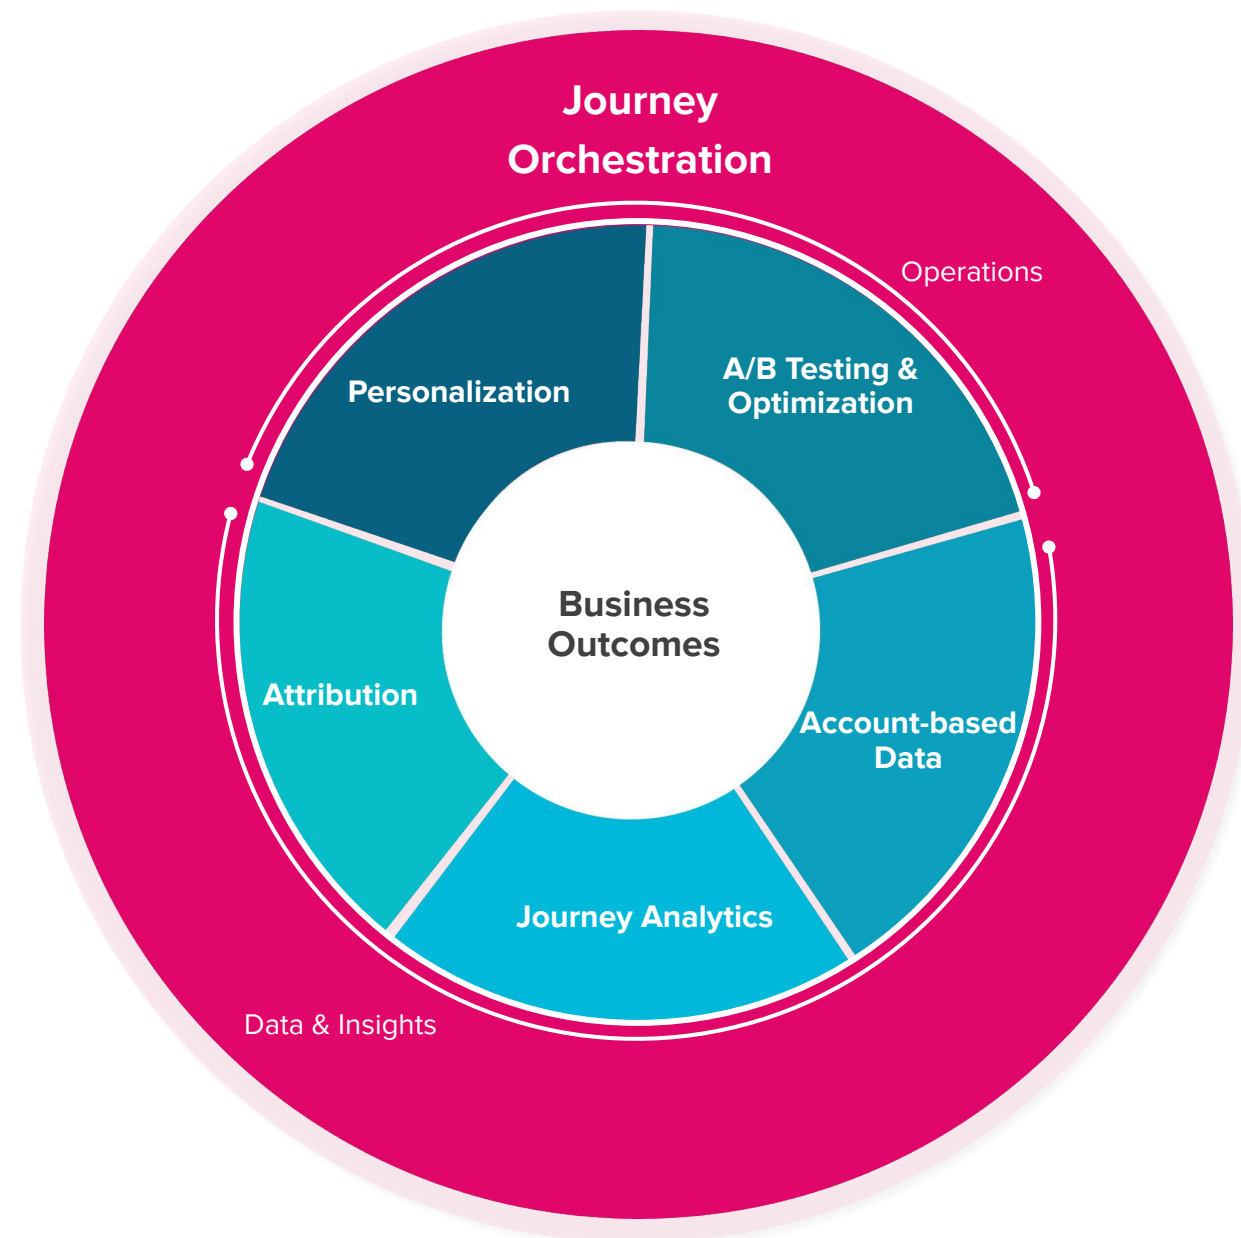 Journey
Orchestration
Operations
Personalization
A/B Testing &
Optimization
Business
Outcomes
Attribution
Account-based
Data
Journey Analytics
Data & Insights